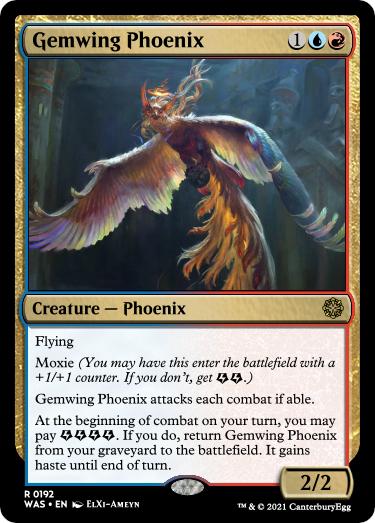 Gemwing Phoenix 1
Creature — Phoenix
Flying
Moxie (You may have this enter the battlefield with a
+1/+1 counter. If you don't, get .)
Gemwing Phoenix attacks each combat if able.
At the beginning of combat on your turn, you may
pay . If you do, return Gemwing Phoenix
from your graveyard to the battlefield. It gains
haste until end of turn.
2/2
R 0192
WAS • EN ElXi-Ameyn
™ & © 2021 CanterburyEgg